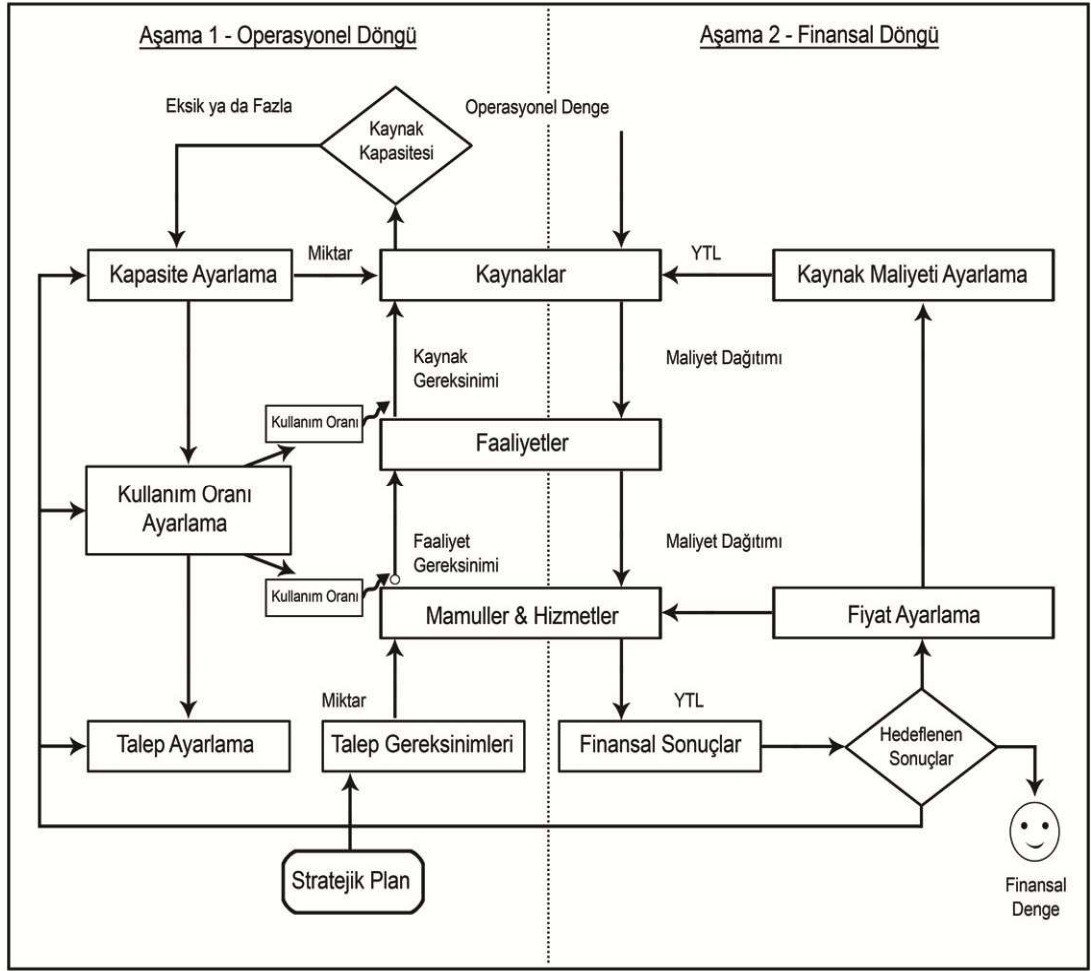 Aşama 1 - Operasyonel Döngü
Aşama 2 - Finansal Döngü
Eksik ya da Fazla
Kaynak
Kapasitesi
Operasyonel Denge
Kapasite Ayarlama
Miktar
Kaynaklar
YTL
Kaynak Maliyeti Ayarlama
Kaynak
Gereksinimi
Maliyet Dağıtımı
Kullanım Oranı
Faaliyetler
Kullanım Oranı
Ayarlama
Faaliyet
Gereksinimi
Maliyet Dağıtımı
Kullanım Oranı
Mamuller & Hizmetler
Fiyat Ayarlama
Miktar
YTL
Talep Ayarlama
Talep Gereksinimleri
Finansal Sonuçlar
Hedeflenen
Sonuçlar
Stratejik Plan
Finansal
Denge